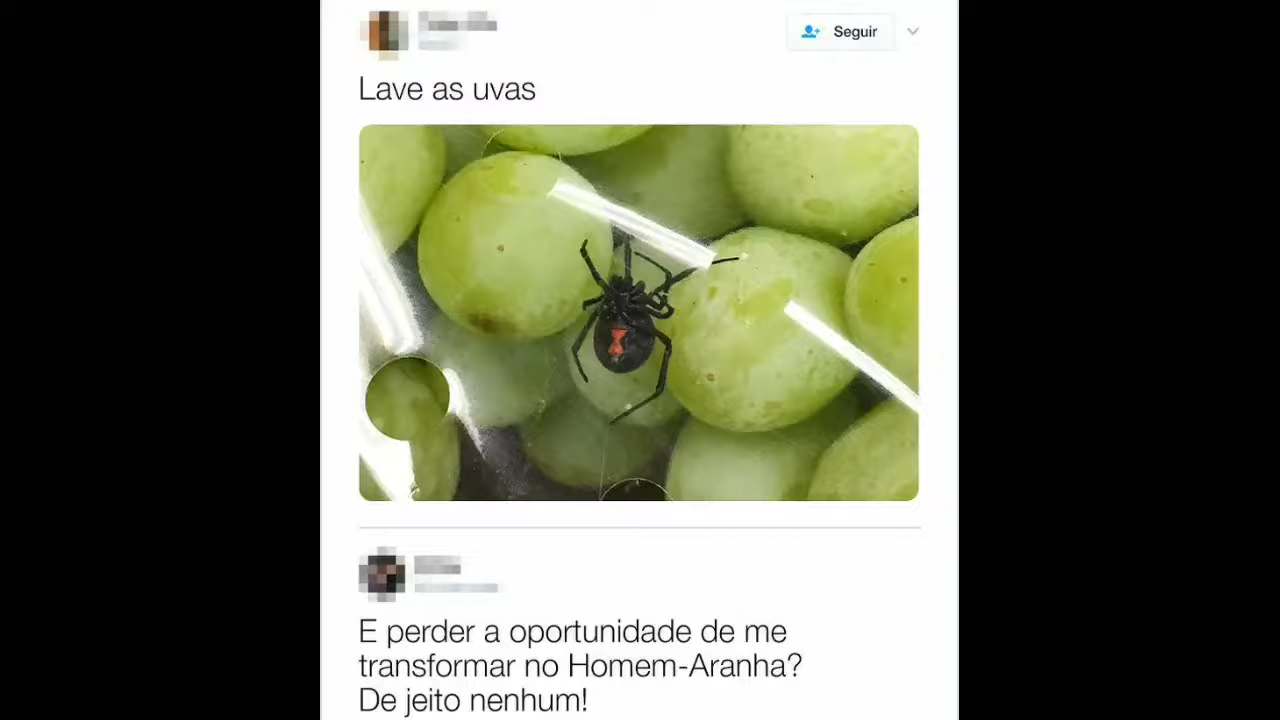 Seguir
Lave as uvas
E perder a oportunidade de me
transformar no Homem-Aranha?
De jeito nenhum!